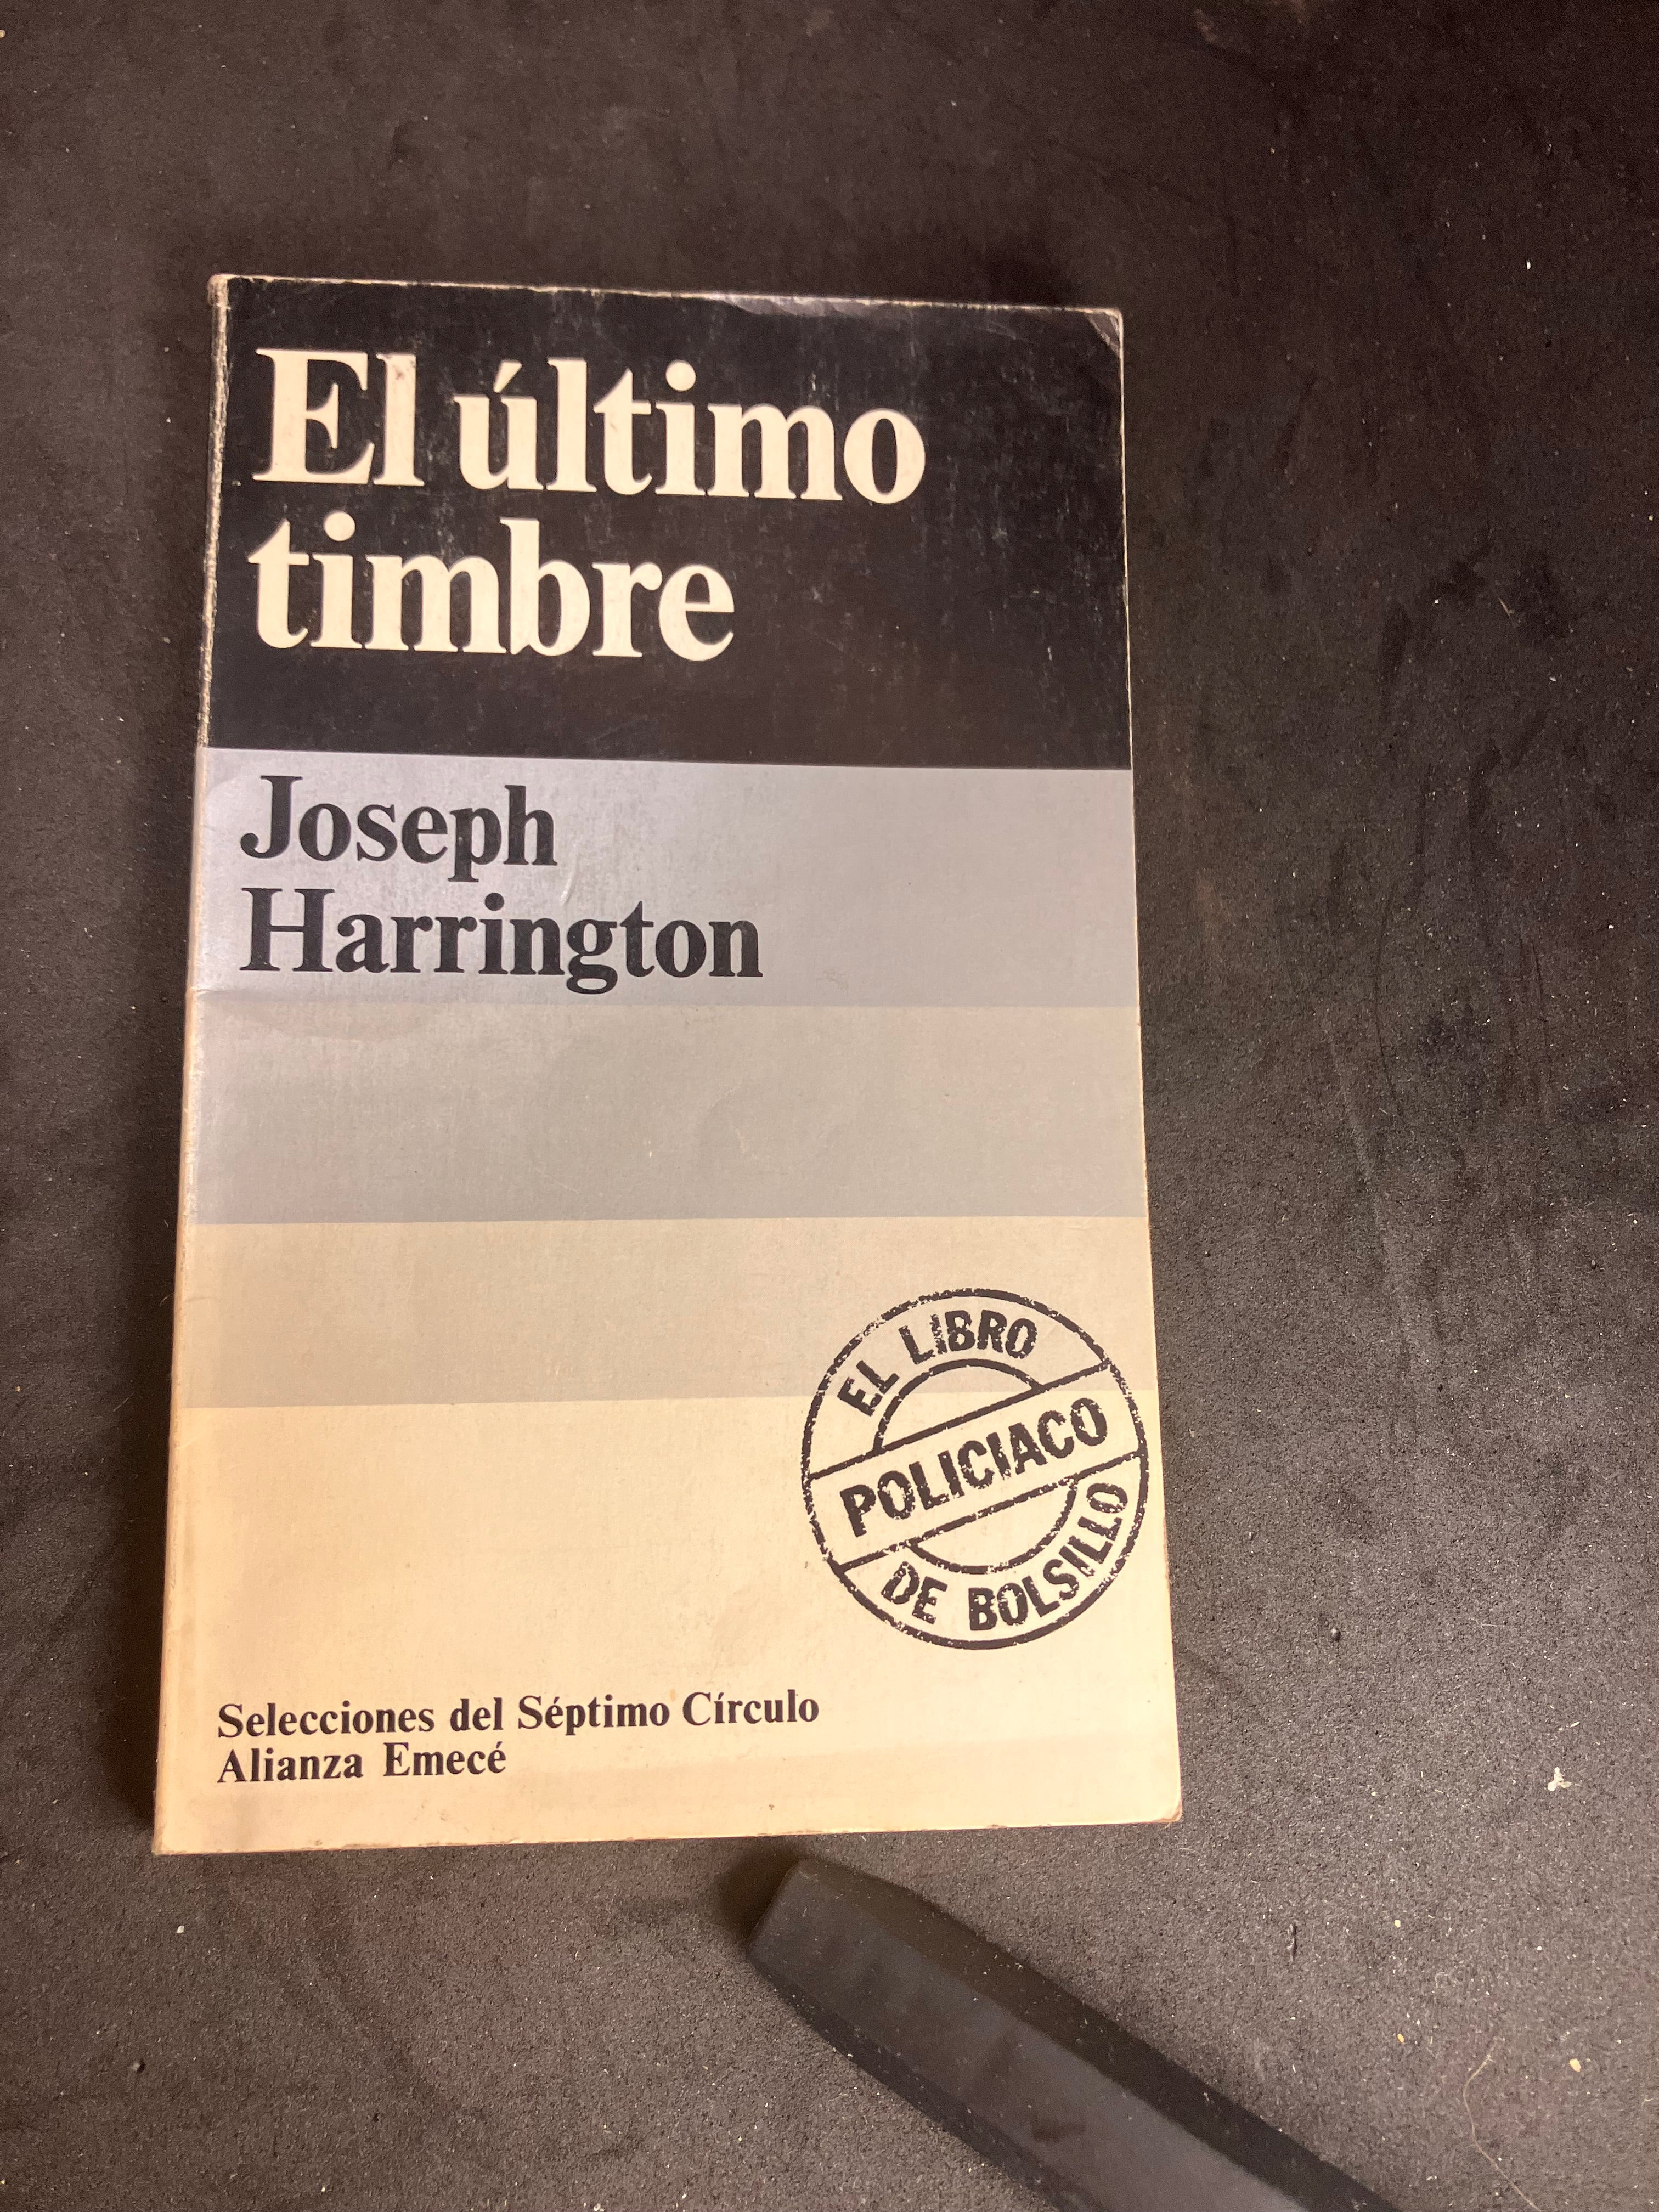 El último
timbre
Joseph
Harrington
EL LIBRO
POLICIACO
DE BOLSILLO
Selecciones del Séptimo Círculo
Alianza Emecé